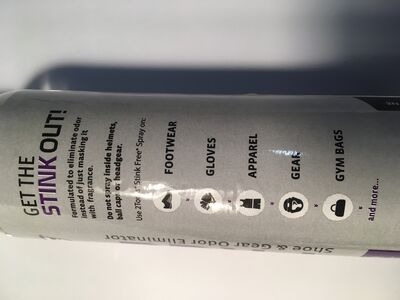 GET THE
STINK OUT!
Formulated to eliminate odor
instead of just masking it
with fragrance.
Do not spray inside helmets,
ball caps or headgear.
Use 2Toms® Stink Free® Spray on:
FOOTWEAR
GLOVES
APPAREL
GEAR
GYM BAGS
and more...
Shoe & Gear Odor Eliminator